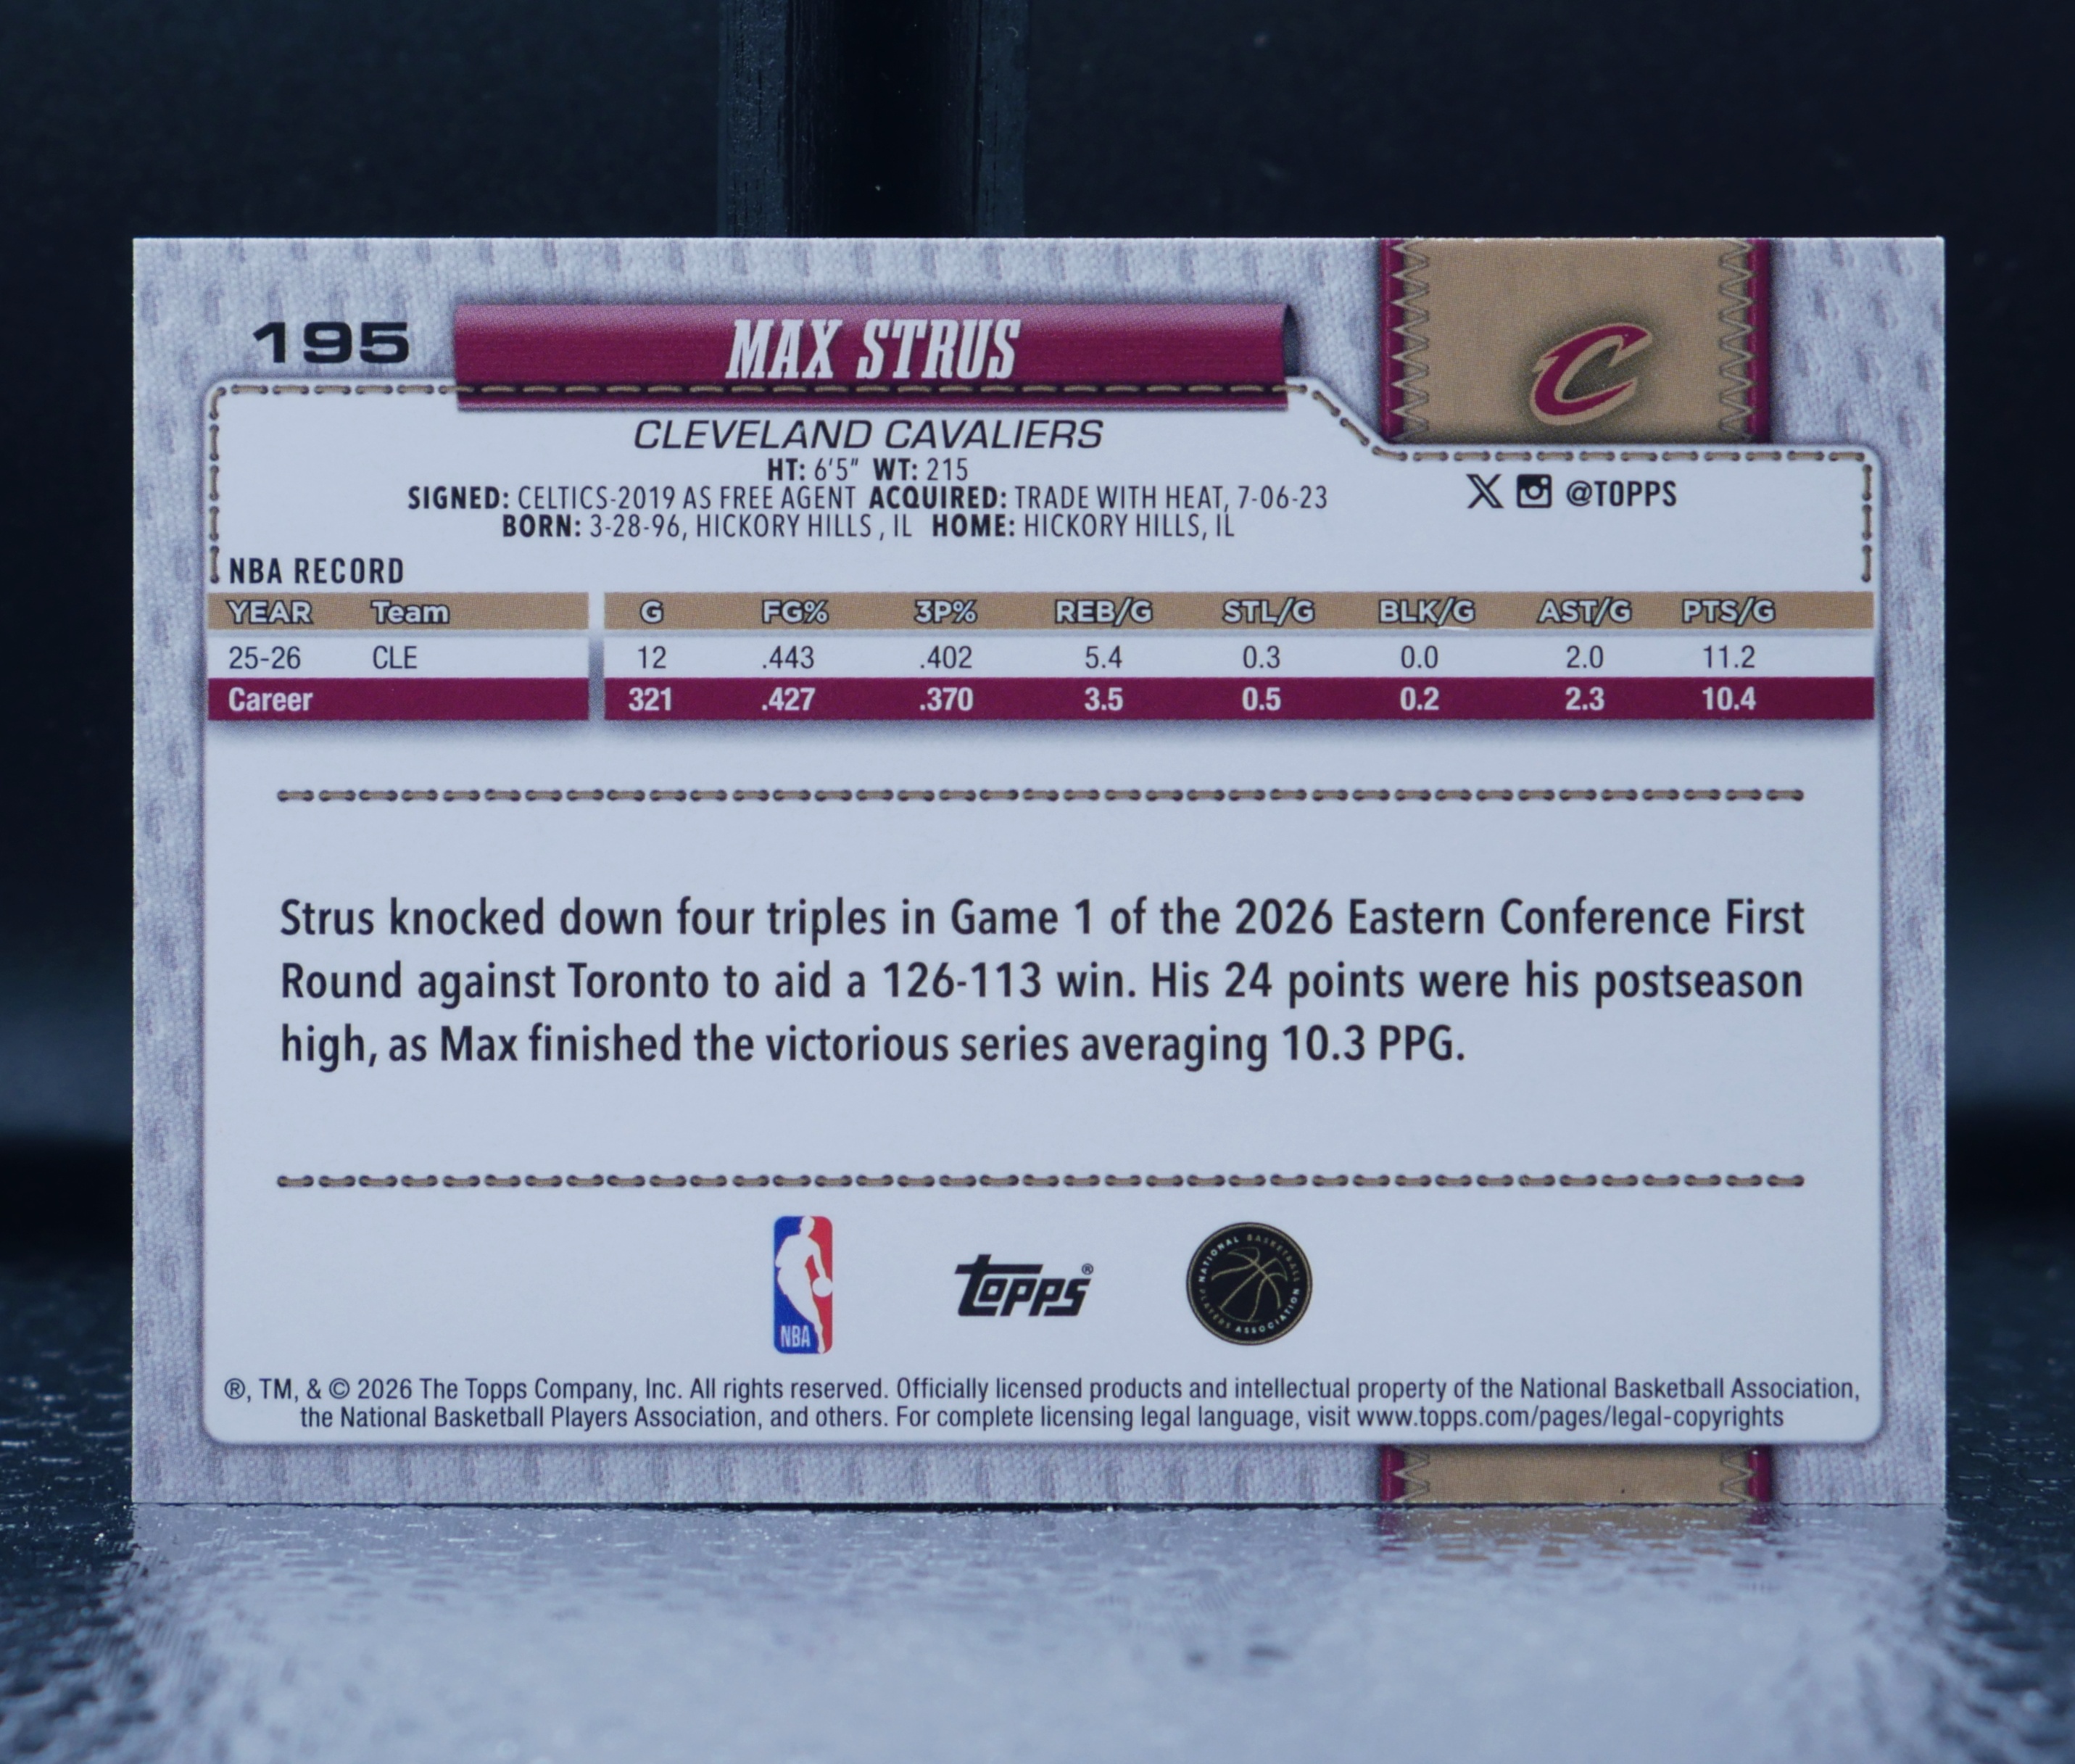 195
MAX STRUS
C
CLEVELAND CAVALIERS
HT: 6'5" WT: 215
SIGNED: CELTICS-2019 AS FREE AGENT ACQUIRED: TRADE WITH HEAT, 7-06-23
BORN: 3-28-96, HICKORY HILLS , IL HOME: HICKORY HILLS, IL
X @TOPPS
NBA RECORD
YEAR Team G FG% 3P% REB/G STL/G BLK/G AST/G PTS/G
25-26 CLE 12 .443 .402 5.4 0.3 0.0 2.0 11.2
Career 321 .427 .370 3.5 0.5 0.2 2.3 10.4
Strus knocked down four triples in Game 1 of the 2026 Eastern Conference First
Round against Toronto to aid a 126-113 win. His 24 points were his postseason
high, as Max finished the victorious series averaging 10.3 PPG.
NBA
Topps®
NATIONAL BASKETBALL PLAYERS ASSOCIATION
®, TM, & © 2026 The Topps Company, Inc. All rights reserved. Officially licensed products and intellectual property of the National Basketball Association,
the National Basketball Players Association, and others. For complete licensing legal language, visit www.topps.com/pages/legal-copyrights